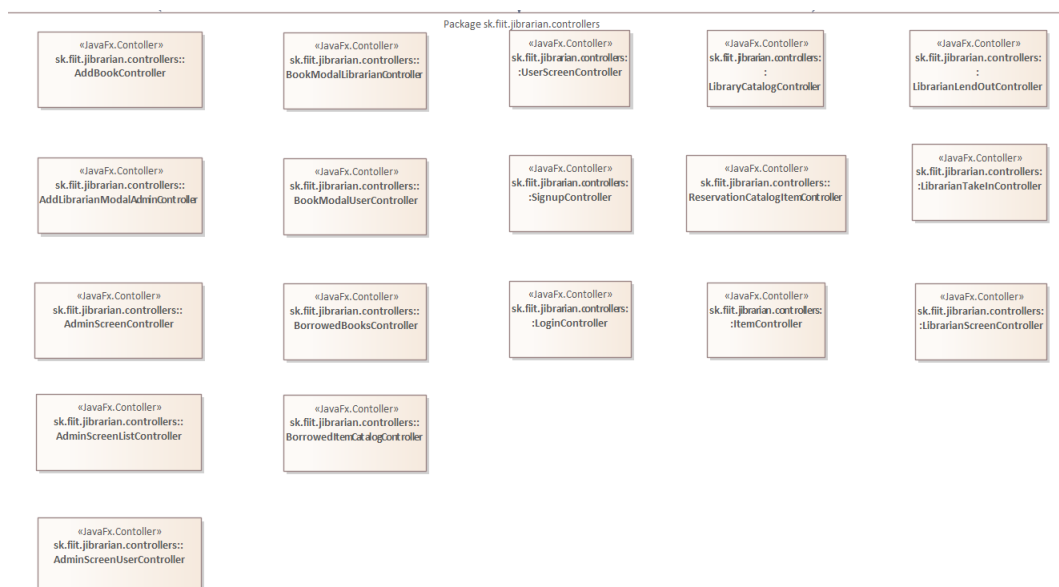 Package sk.fiit.jibrarian.controllers
«JavaFx.Contoller»
sk.fiit.jibrarian.controllers::
AddBookController
«JavaFx.Contoller»
sk.fiit.jibrarian.controllers::
BookModalLibrarianController
«JavaFx.Contoller»
sk.fiit.jibrarian.controllers:
:UserScreenController
«JavaFx.Contoller»
sk.fiit.jibrarian.controllers:
:
LibraryCatalogController
«JavaFx.Contoller»
sk.fiit.jibrarian.controllers:
:
LibrarianLendOutController
«JavaFx.Contoller»
sk.fiit.jibrarian.controllers::
AddLibrarianModalAdminController
«JavaFx.Contoller»
sk.fiit.jibrarian.controllers::
BookModalUserController
«JavaFx.Contoller»
sk.fiit.jibrarian.controllers:
:SignupController
«JavaFx.Contoller»
sk.fiit.jibrarian.controllers::
ReservationCatalogItemController
«JavaFx.Contoller»
sk.fiit.jibrarian.controllers:
:LibrarianTakeInController
«JavaFx.Contoller»
sk.fiit.jibrarian.controllers::
AdminScreenController
«JavaFx.Contoller»
sk.fiit.jibrarian.controllers::
BorrowedBooksController
«JavaFx.Contoller»
sk.fiit.jibrarian.controllers:
:LoginController
«JavaFx.Contoller»
sk.fiit.jibrarian.controllers:
:ItemController
«JavaFx.Contoller»
sk.fiit.jibrarian.controllers:
:LibrarianScreenController
«JavaFx.Contoller»
sk.fiit.jibrarian.controllers::
AdminScreenListController
«JavaFx.Contoller»
sk.fiit.jibrarian.controllers::
BorrowedItemCatalogController
«JavaFx.Contoller»
sk.fiit.jibrarian.controllers::
AdminScreenUserController